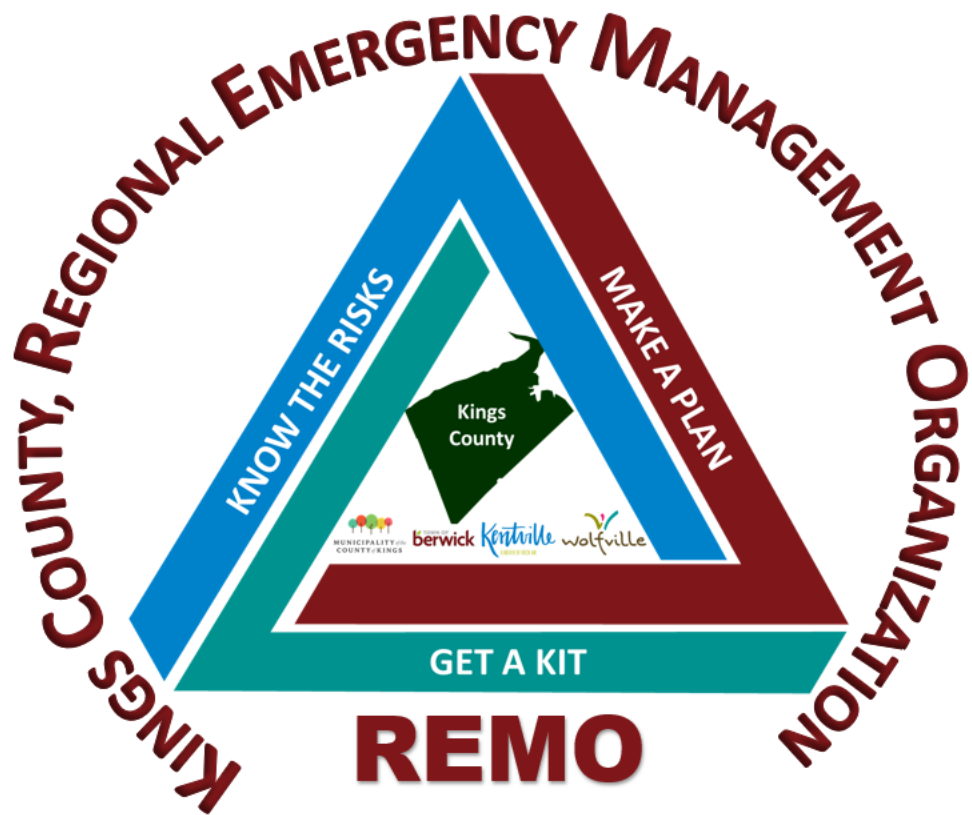 KINGS COUNTY, REGIONAL EMERGENCY MANAGEMENT ORGANIZATION
KNOW THE RISKS
MAKE A PLAN
Kings
County
MUNICIPALITY of the
COUNTY of KINGS
TOWN OF
berwick
Kentville
wolfville
GET A KIT
REMO